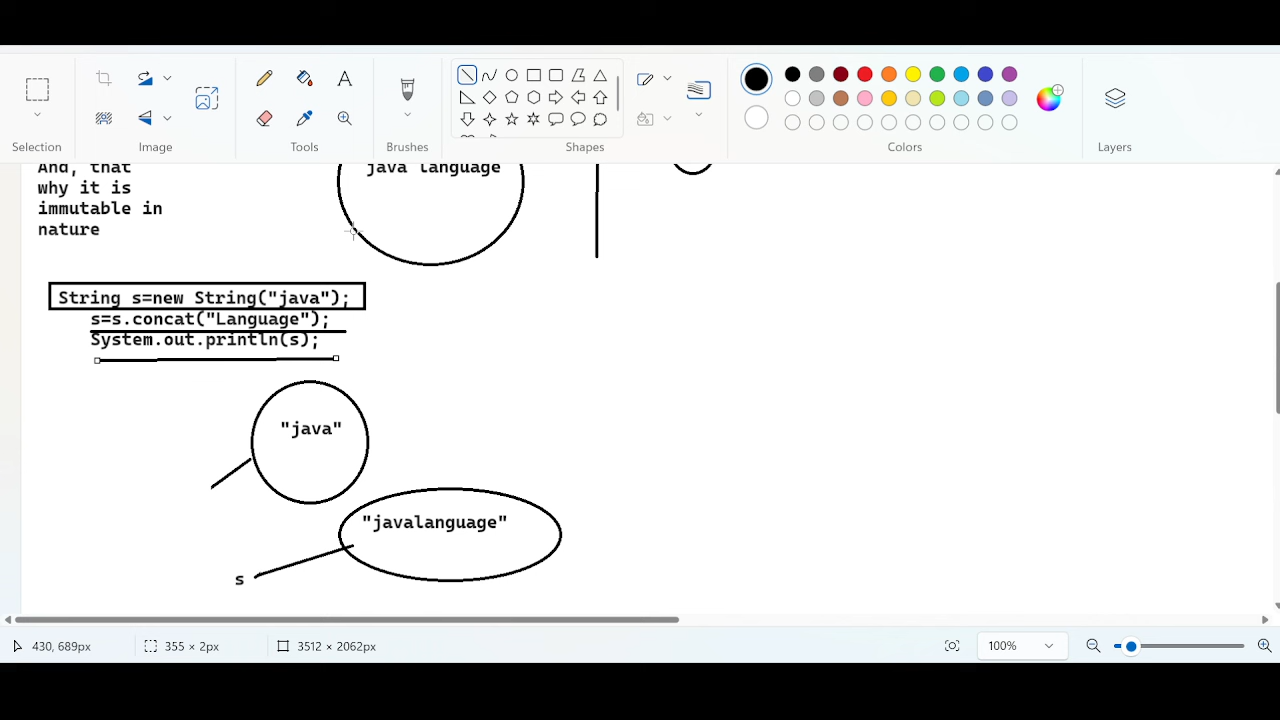 Selection
Image
Tools
Brushes
Shapes
Colors
Layers
And, that
why it is
immutable in
nature
java language
String s=new String("java");
s=s.concat("Language");
System.out.println(s);
"java"
"javalanguage"
s
430, 689px
355 × 2px
3512 × 2062px
100%